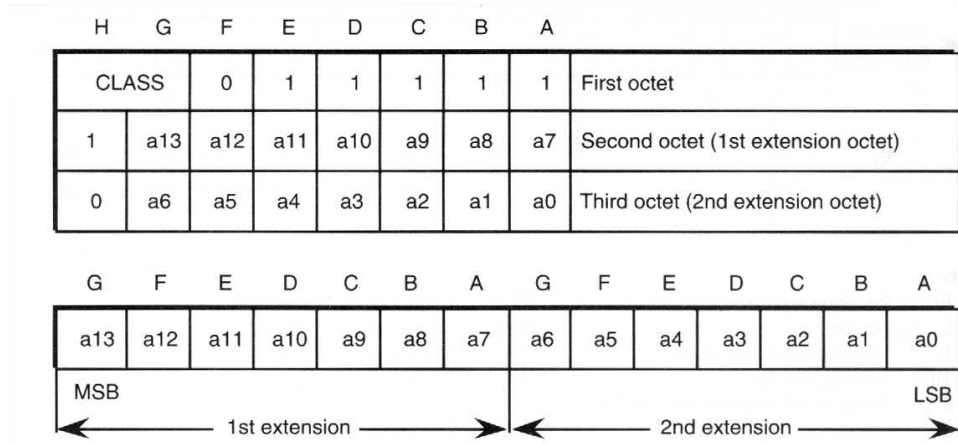 H G F E D C B A
CLASS 0 1 1 1 1 1 First octet
1 a13 a12 a11 a10 a9 a8 a7 Second octet (1st extension octet)
0 a6 a5 a4 a3 a2 a1 a0 Third octet (2nd extension octet)
G F E D C B A G F E D C B A
a13 a12 a11 a10 a9 a8 a7 a6 a5 a4 a3 a2 a1 a0
MSB LSB
1st extension 2nd extension